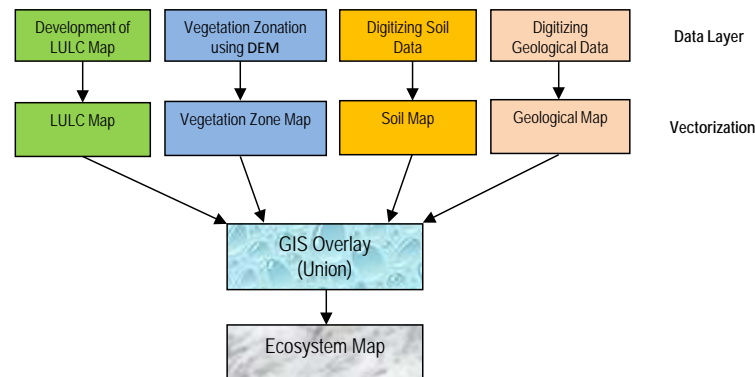 Development of
LULC Map
Vegetation Zonation
using DEM
Digitizing Soil
Data
Digitizing
Geological Data
Data Layer
LULC Map
Vegetation Zone Map
Soil Map
Geological Map
Vectorization
GIS Overlay
(Union)
Ecosystem Map